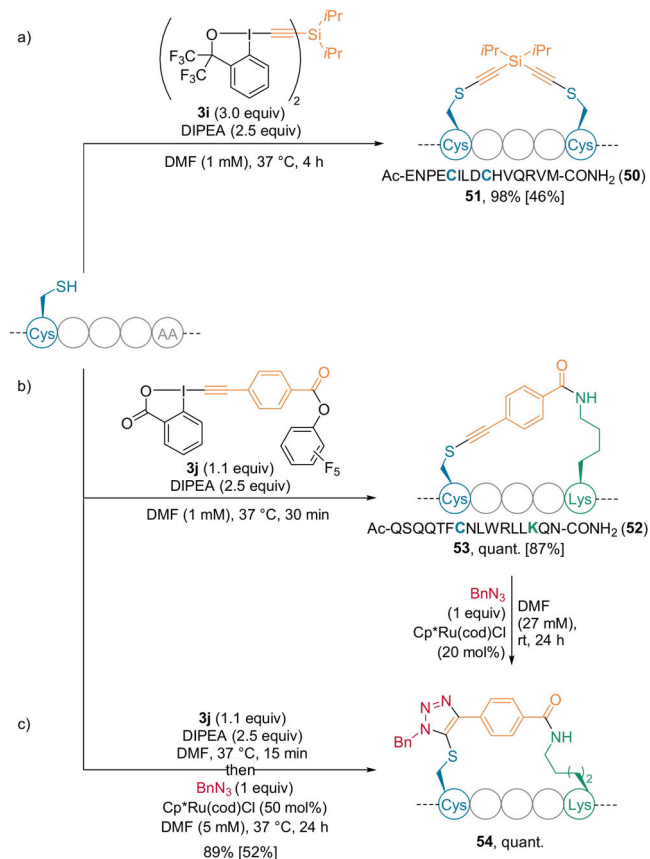 a)
O
I
Si
iPr
iPr
F₃C
F₃C
2
3i (3.0 equiv)
DIPEA (2.5 equiv)
DMF (1 mM), 37 °C, 4 h
iPr
iPr
Si
S
S
Cys
Cys
Ac-ENPECILDCHVQRVM-CONH₂ (50)
51, 98% [46%]
SH
Cys
AA
b)
O
I
O
O
O
F₅
3j (1.1 equiv)
DIPEA (2.5 equiv)
DMF (1 mM), 37 °C, 30 min
O
NH
S
Cys
Lys
Ac-QSQQTFCNLWRLLKQN-CONH₂ (52)
53, quant. [87%]
BnN₃
(1 equiv)
Cp*Ru(cod)Cl
(20 mol%)
DMF
(27 mM),
rt, 24 h
c)
3j (1.1 equiv)
DIPEA (2.5 equiv)
DMF, 37 °C, 15 min
then
BnN₃ (1 equiv)
Cp*Ru(cod)Cl (50 mol%)
DMF (5 mM), 37 °C, 24 h
89% [52%]
N
N
N
Bn
S
O
NH
2
Cys
Lys
54, quant.